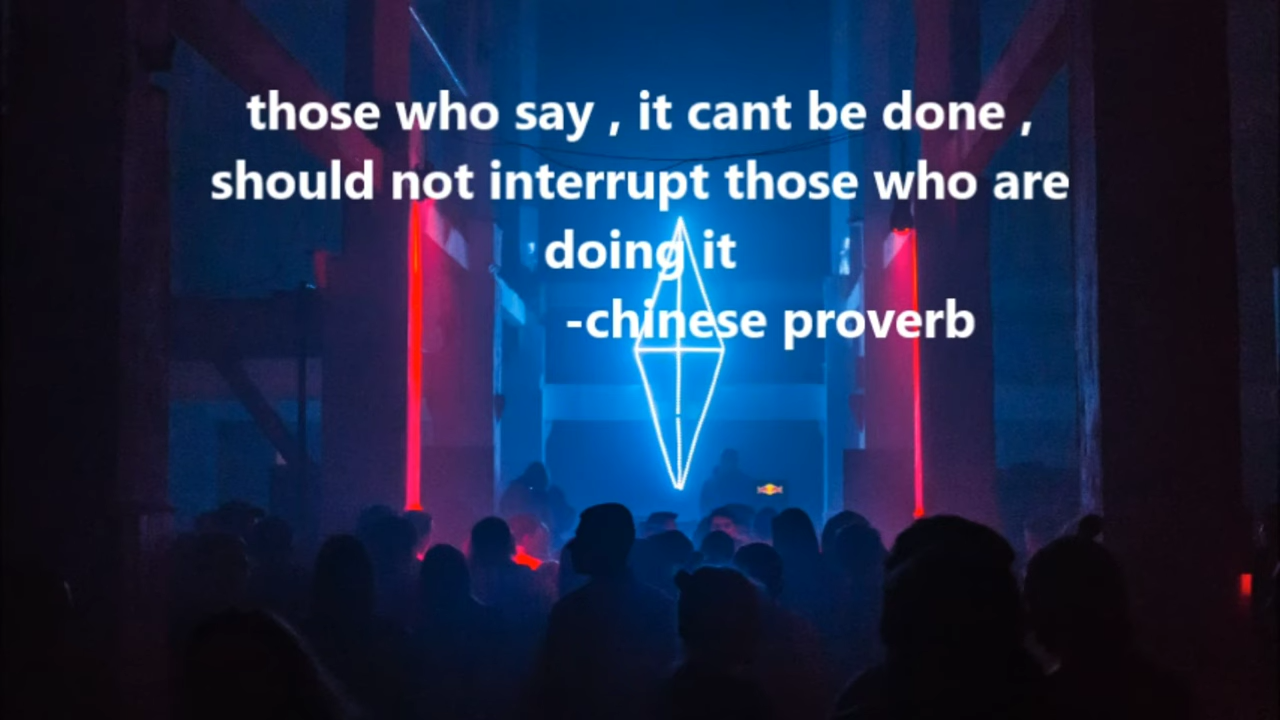 those who say , it cant be done ,
should not interrupt those who are
doing it
-chinese proverb